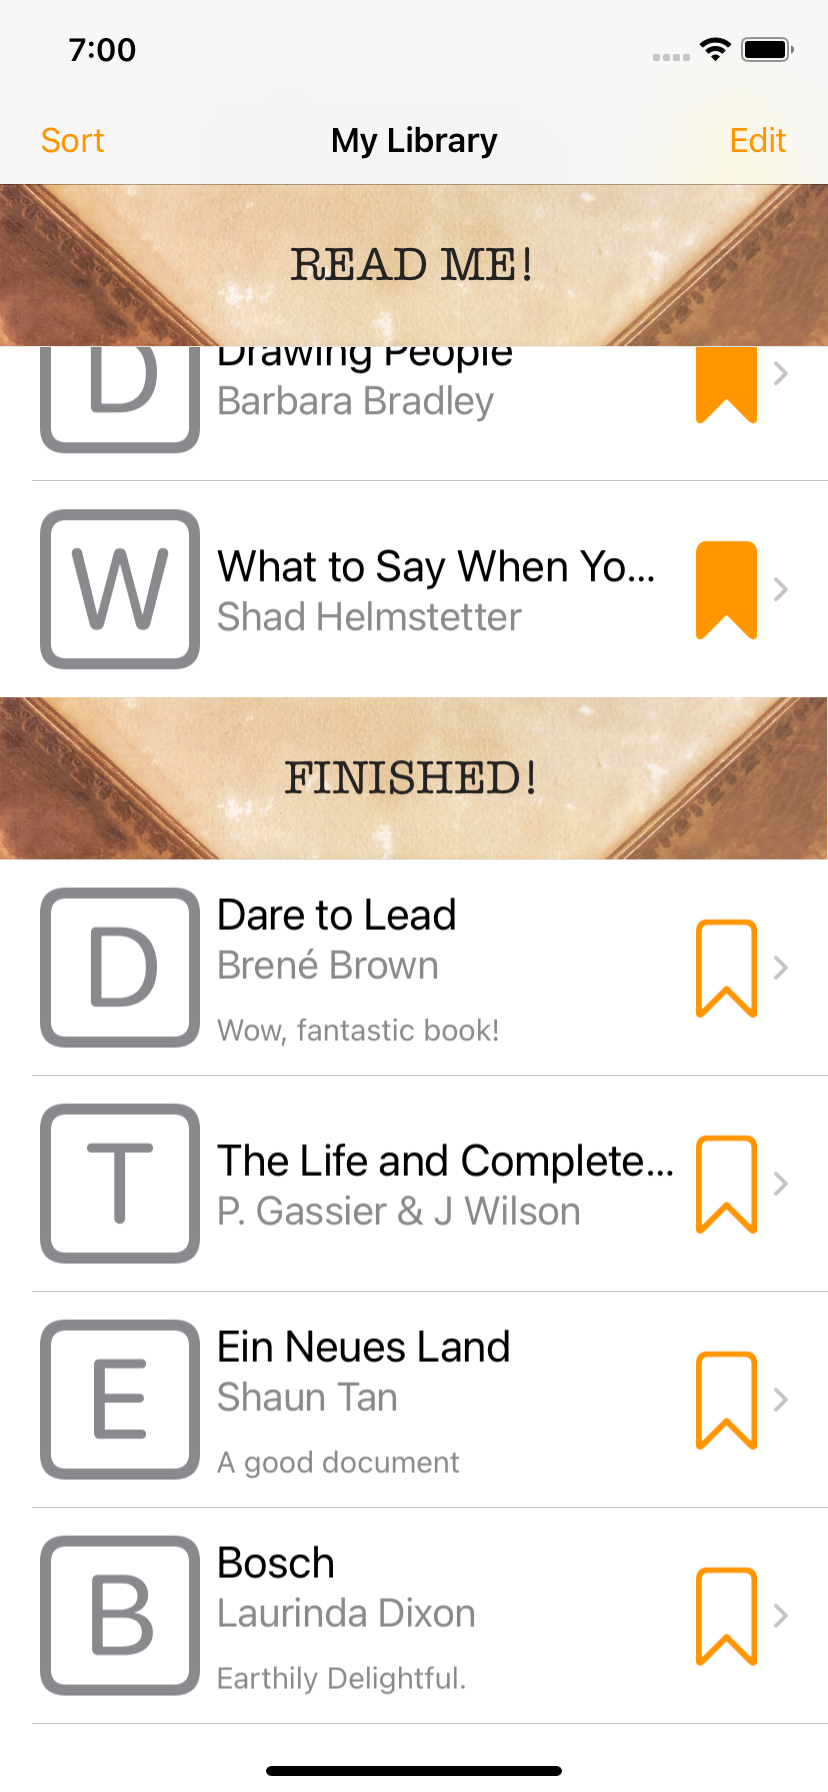 7:00
Sort My Library Edit
READ ME!
D
Drawing People
Barbara Bradley
W
What to Say When Yo...
Shad Helmstetter
FINISHED!
D
Dare to Lead
Brené Brown
Wow, fantastic book!
T
The Life and Complete...
P. Gassier & J Wilson
E
Ein Neues Land
Shaun Tan
A good document
B
Bosch
Laurinda Dixon
Earthily Delightful.